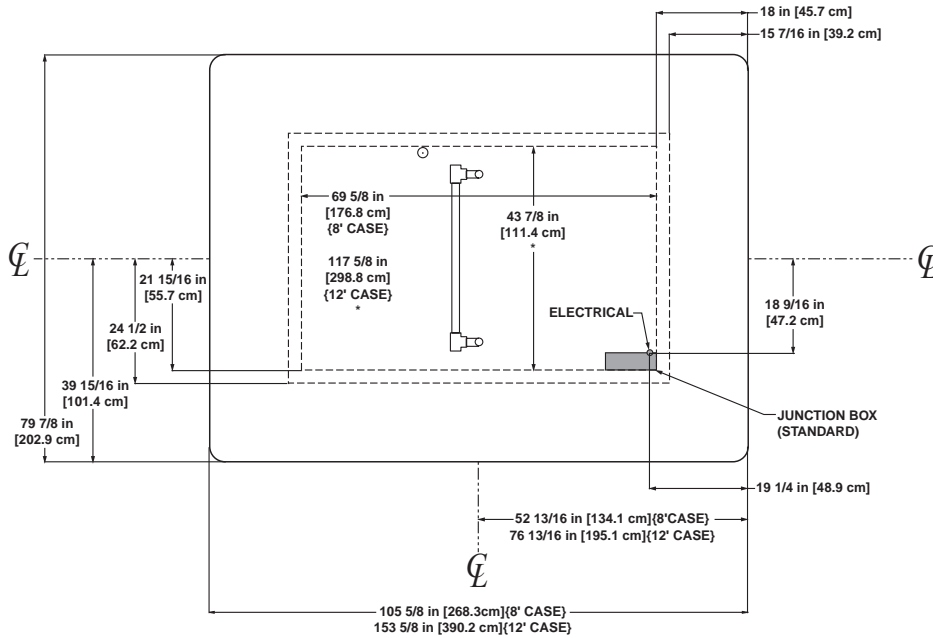 18 in [45.7 cm]
15 7/16 in [39.2 cm]
69 5/8 in
[176.8 cm]
{8' CASE}
117 5/8 in
[298.8 cm]
{12' CASE}
*
43 7/8 in
[111.4 cm]
*
℄
℄
21 15/16 in
[55.7 cm]
24 1/2 in
[62.2 cm]
39 15/16 in
[101.4 cm]
79 7/8 in
[202.9 cm]
18 9/16 in
[47.2 cm]
ELECTRICAL
JUNCTION BOX
(STANDARD)
19 1/4 in [48.9 cm]
52 13/16 in [134.1 cm]{8'CASE}
76 13/16 in [195.1 cm]{12' CASE}
℄
105 5/8 in [268.3cm]{8' CASE}
153 5/8 in [390.2 cm]{12' CASE}